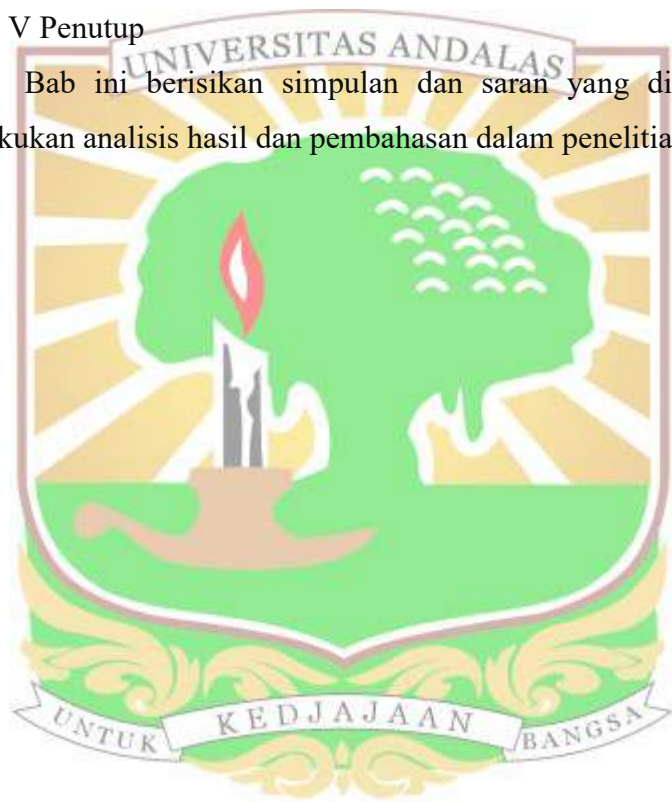 V Penutup
UNIVERSITAS ANDALAS
Bab ini berisikan simpulan dan saran yang di
kukan analisis hasil dan pembahasan dalam penelitia
UNTUK KEDJAJAAN BANGSA